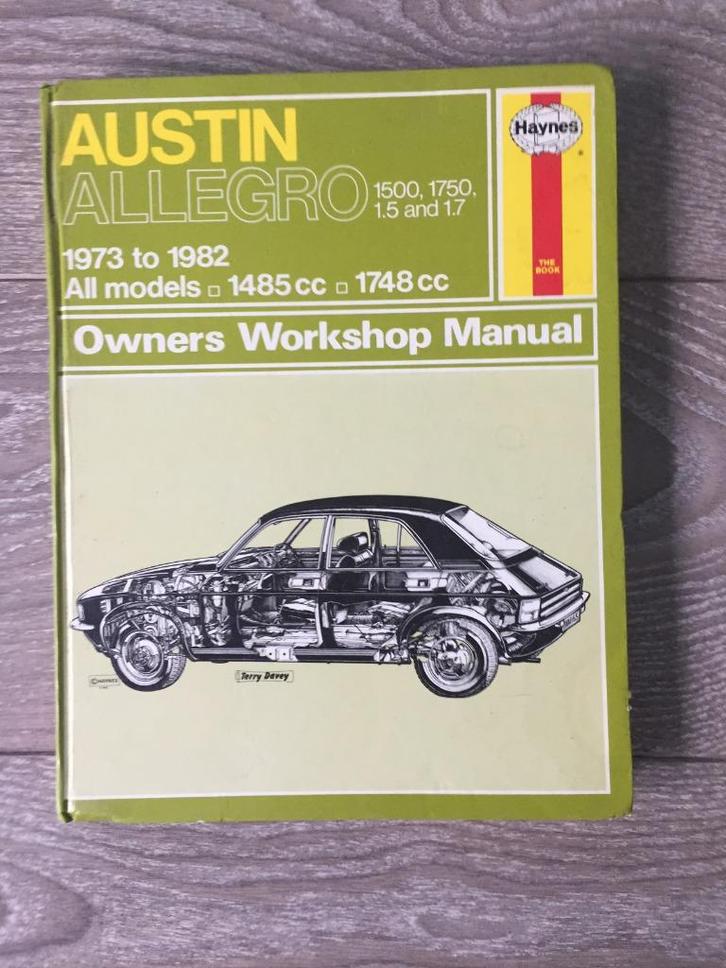 AUSTIN
ALLEGRO 1500, 1750,
1.5 and 1.7
1973 to 1982
All models □ 1485 cc □ 1748 cc
Haynes
®
THE
BOOK
Owners Workshop Manual
© HAYNES
Terry Davey